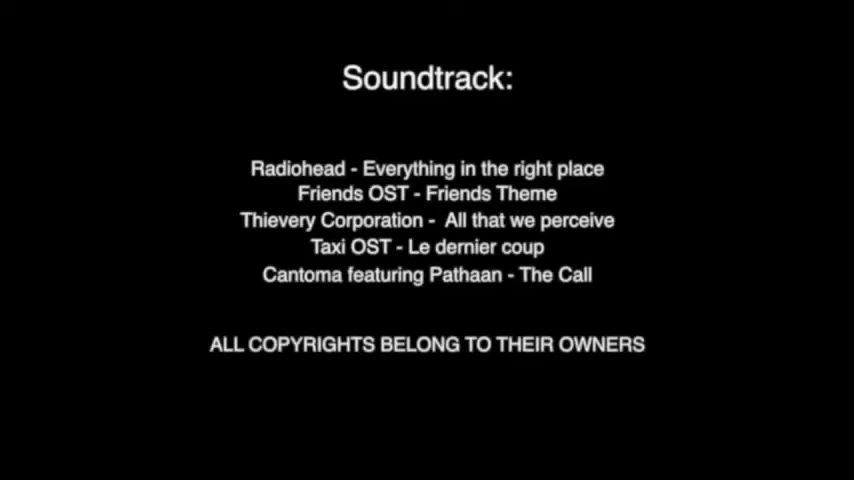 Soundtrack:
Radiohead - Everything in the right place
Friends OST - Friends Theme
Thievery Corporation -  All that we perceive
Taxi OST - Le dernier coup
Cantoma featuring Pathaan - The Call
ALL COPYRIGHTS BELONG TO THEIR OWNERS